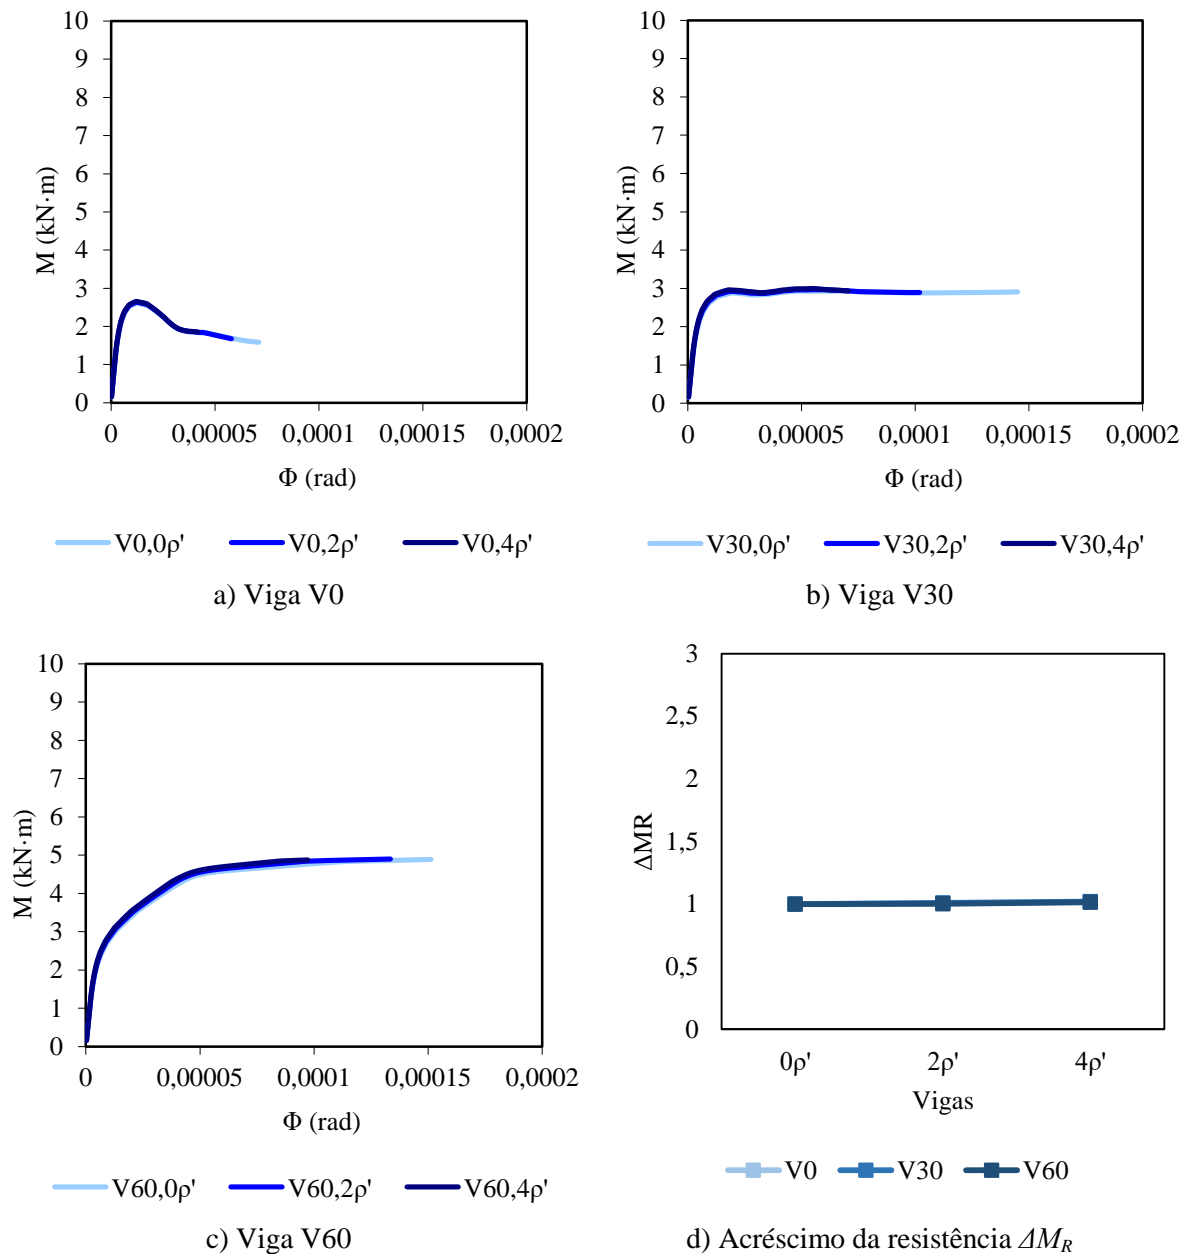 10
9
8
7
6
5
4
3
2
1
0
M (kN·m)
0 0,00005 0,0001 0,00015 0,0002
Φ (rad)
V0,0ρ' V0,2ρ' V0,4ρ'
a) Viga V0
10
9
8
7
6
5
4
3
2
1
0
M (kN·m)
0 0,00005 0,0001 0,00015 0,0002
Φ (rad)
V30,0ρ' V30,2ρ' V30,4ρ'
b) Viga V30
10
9
8
7
6
5
4
3
2
1
0
M (kN·m)
0 0,00005 0,0001 0,00015 0,0002
Φ (rad)
V60,0ρ' V60,2ρ' V60,4ρ'
c) Viga V60
3
2,5
2
1,5
1
0,5
0
ΔMR
0ρ' 2ρ' 4ρ'
Vigas
V0 V30 V60
d) Acréscimo da resistência ΔM_R